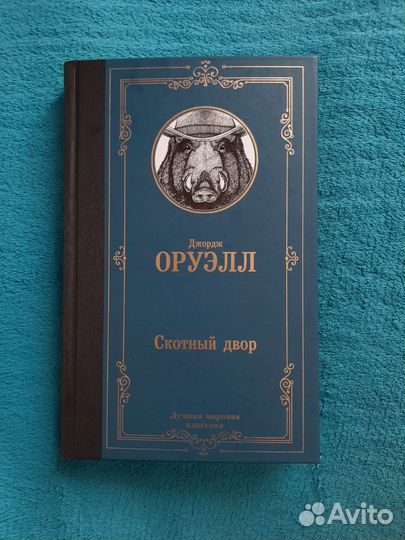 Джордж
ОРУЭЛЛ
Скотный двор
Лучшая мировая
классика
Avito